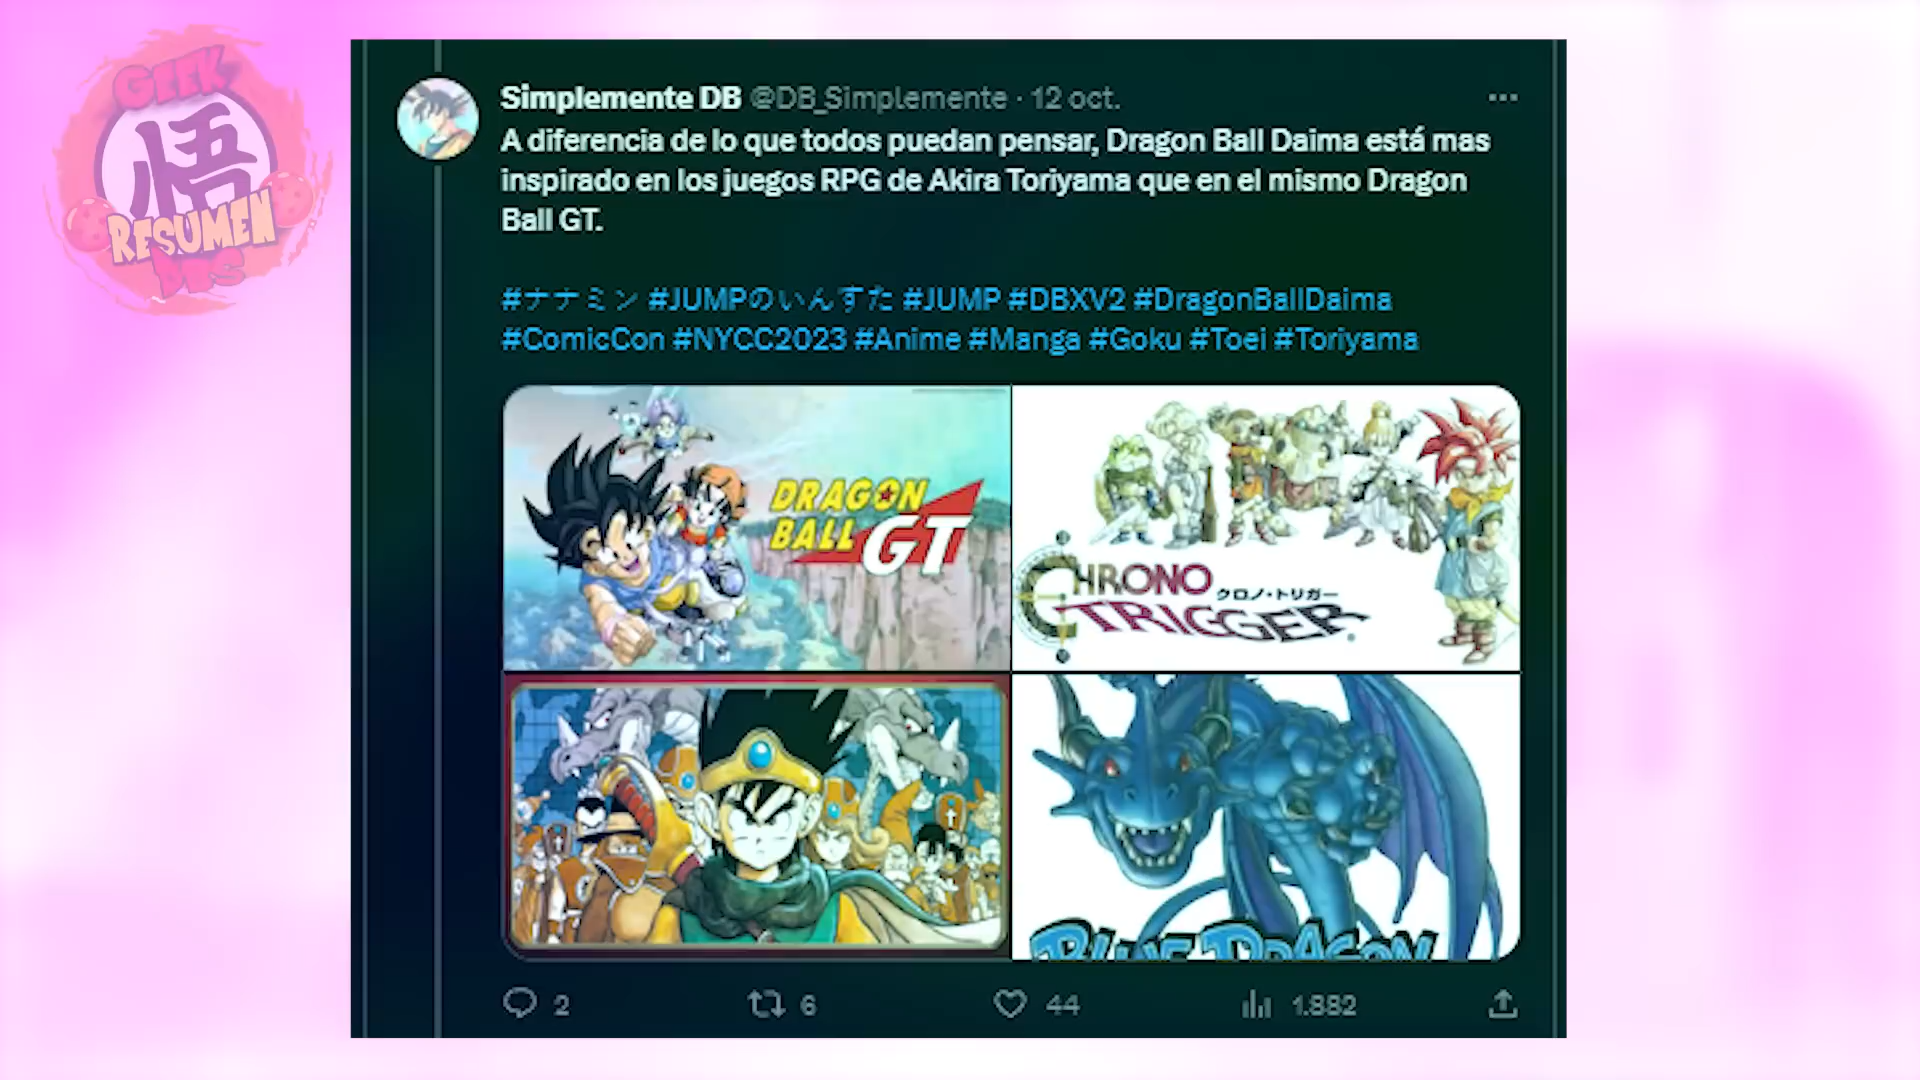 GEEK
悟
RESUMEN
DBS
Simplemente DB @DB_Simplemente · 12 oct.
A diferencia de lo que todos puedan pensar, Dragon Ball Daima está mas
inspirado en los juegos RPG de Akira Toriyama que en el mismo Dragon
Ball GT.
#ナナミン #JUMPのいんすた #JUMP #DBXV2 #DragonBallDaima
#ComicCon #NYCC2023 #Anime #Manga #Goku #Toei #Toriyama
DRAGON
BALL GT
CHRONO
クロノ・トリガー
TRIGGER
BLUE DRAGON
2 6 44 1.882